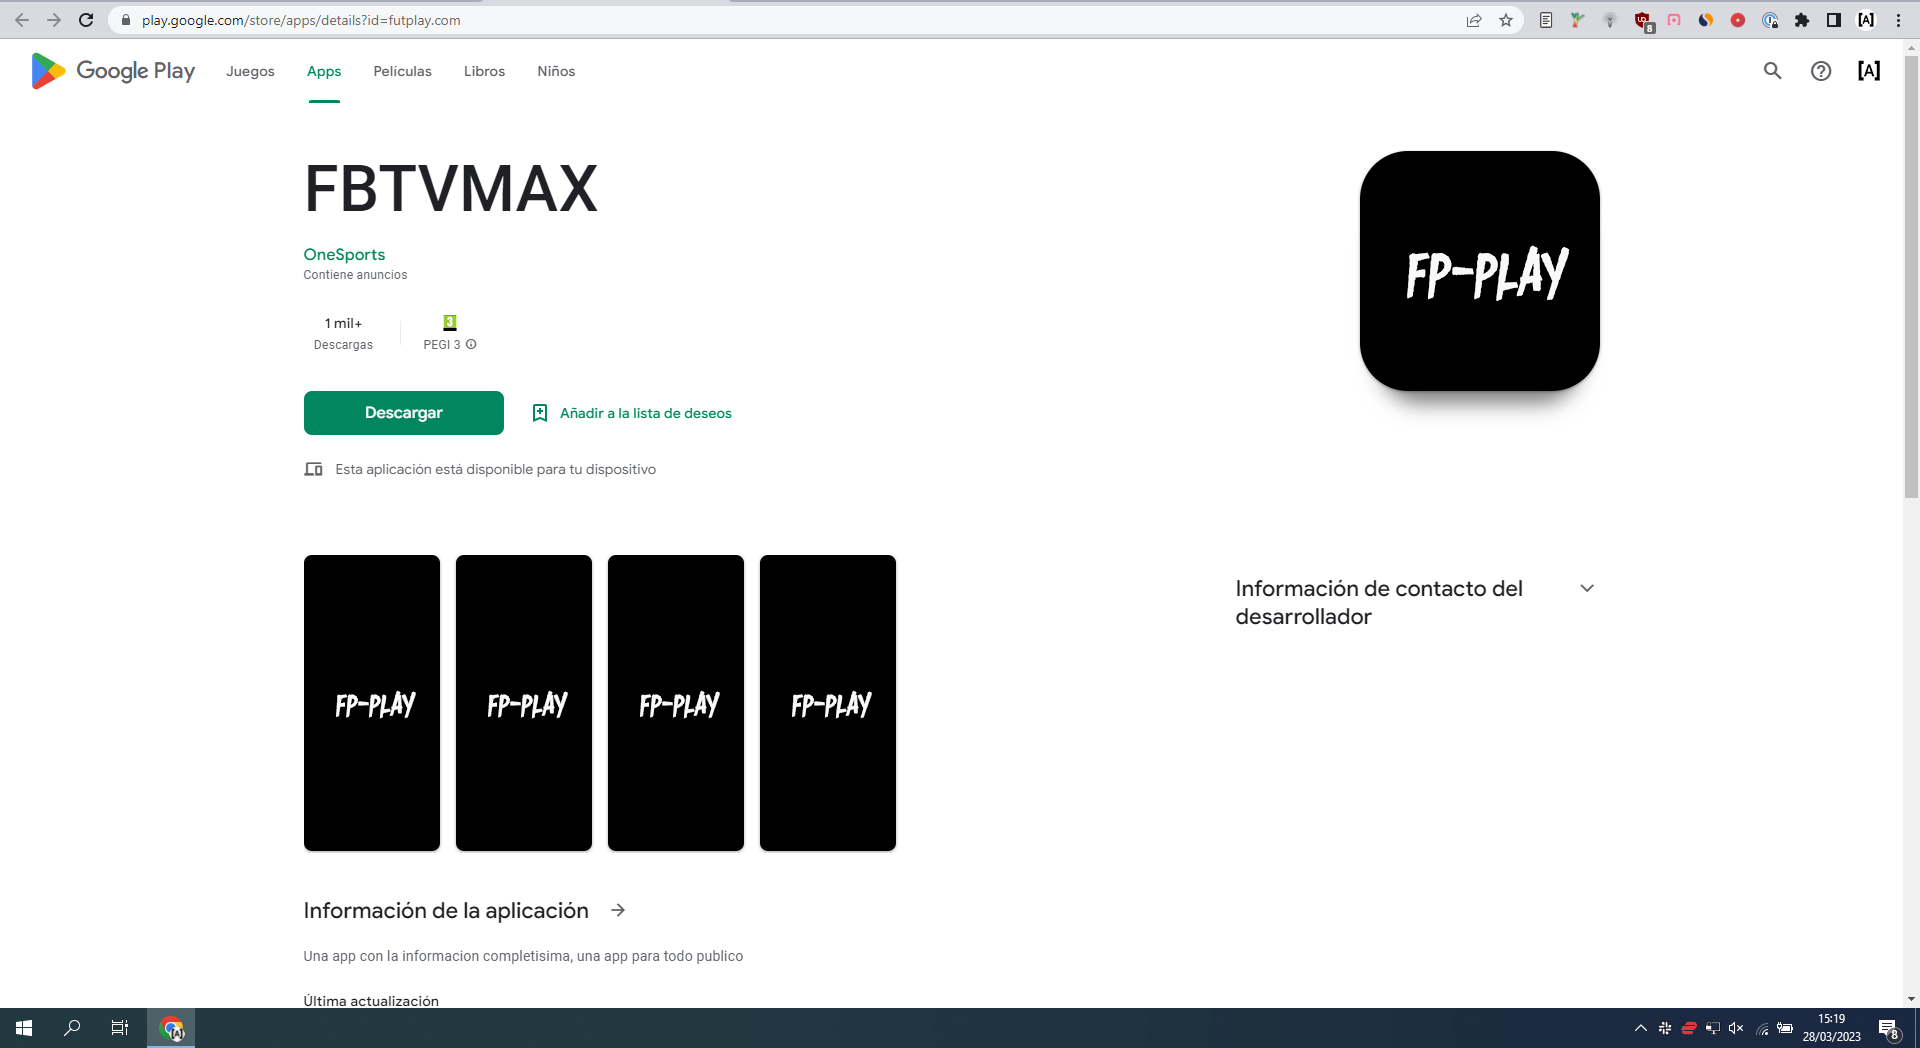 play.google.com/store/apps/details?id=futplay.com
8
[A]
Google Play
Juegos
Apps
Películas
Libros
Niños
[A]
FBTVMAX
OneSports
Contiene anuncios
1 mil+
Descargas
3
PEGI 3
Descargar
Añadir a la lista de deseos
Esta aplicación está disponible para tu dispositivo
FP-PLAY
FP-PLAY
FP-PLAY
FP-PLAY
FP-PLAY
Información de contacto del
desarrollador
Información de la aplicación
Una app con la informacion completisima, una app para todo publico
Última actualización
[A]
15:19
28/03/2023
8